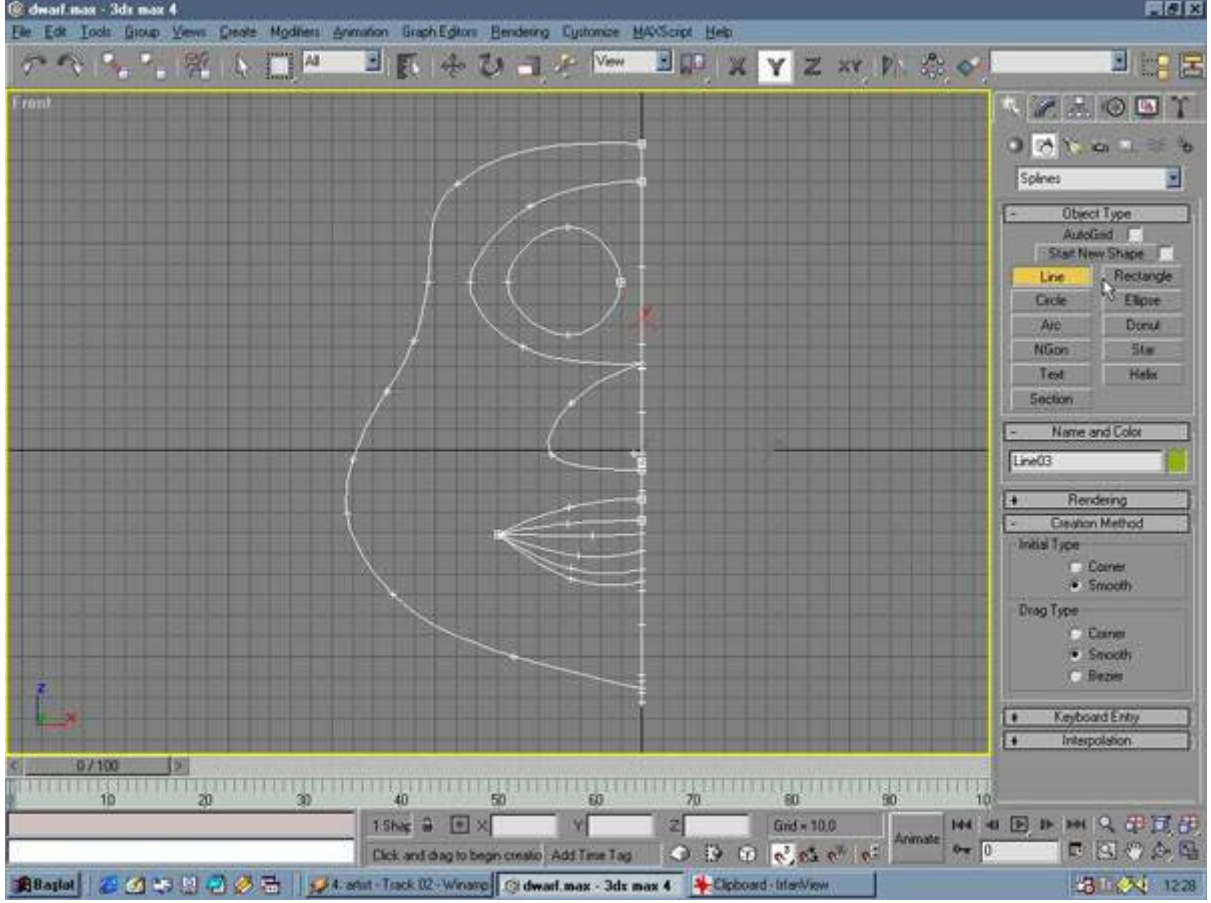 dwarf.max - 3ds max 4
File Edit Tools Group Views Create Modifiers Animation Graph Editors Rendering Customize MAXScript Help
All View X Y Z XY
Front
Splines
- Object Type
AutoGrid
Start New Shape
Line Rectangle
Circle Ellipse
Arc Donut
NGon Star
Text Helix
Section
- Name and Color
Line03
+ Rendering
- Creation Method
Initial Type
Corner
Smooth
Drag Type
Corner
Smooth
Bezier
+ Keyboard Entry
+ Interpolation
z
x
< 0 / 100 >
10 20 30 40 50 60 70 80 90 10
1 Shap X Y Z Grid = 10,0 Animate
Click and drag to begin creatio Add Time Tag 0
Başlat 4. artist - Track 02 - Winamp dwarf.max - 3ds max 4 Clipboard - IrfanView 12:28